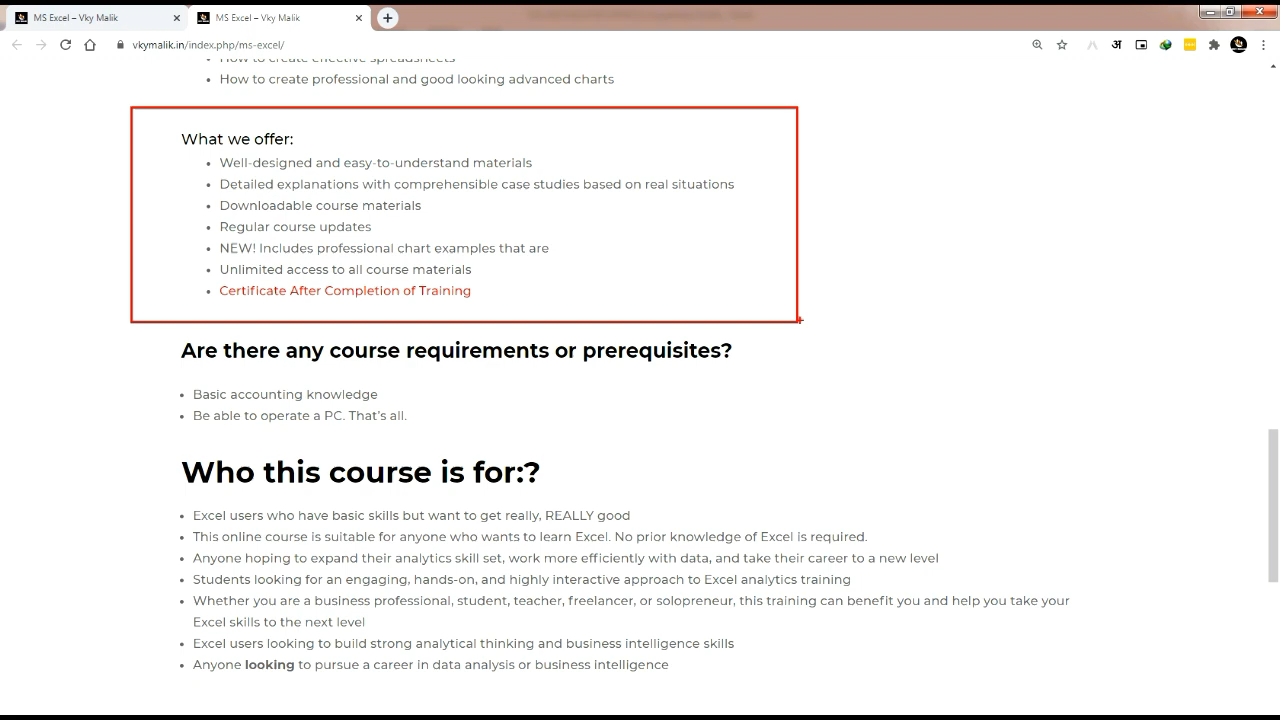 MS Excel – Vky Malik
MS Excel – Vky Malik
vkymalik.in/index.php/ms-excel/
अ
How to create effective spreadsheets
How to create professional and good looking advanced charts
What we offer:
Well-designed and easy-to-understand materials
Detailed explanations with comprehensible case studies based on real situations
Downloadable course materials
Regular course updates
NEW! Includes professional chart examples that are
Unlimited access to all course materials
Certificate After Completion of Training
Are there any course requirements or prerequisites?
Basic accounting knowledge
Be able to operate a PC. That’s all.
Who this course is for:?
Excel users who have basic skills but want to get really, REALLY good
This online course is suitable for anyone who wants to learn Excel. No prior knowledge of Excel is required.
Anyone hoping to expand their analytics skill set, work more efficiently with data, and take their career to a new level
Students looking for an engaging, hands-on, and highly interactive approach to Excel analytics training
Whether you are a business professional, student, teacher, freelancer, or solopreneur, this training can benefit you and help you take your
Excel skills to the next level
Excel users looking to build strong analytical thinking and business intelligence skills
Anyone looking to pursue a career in data analysis or business intelligence